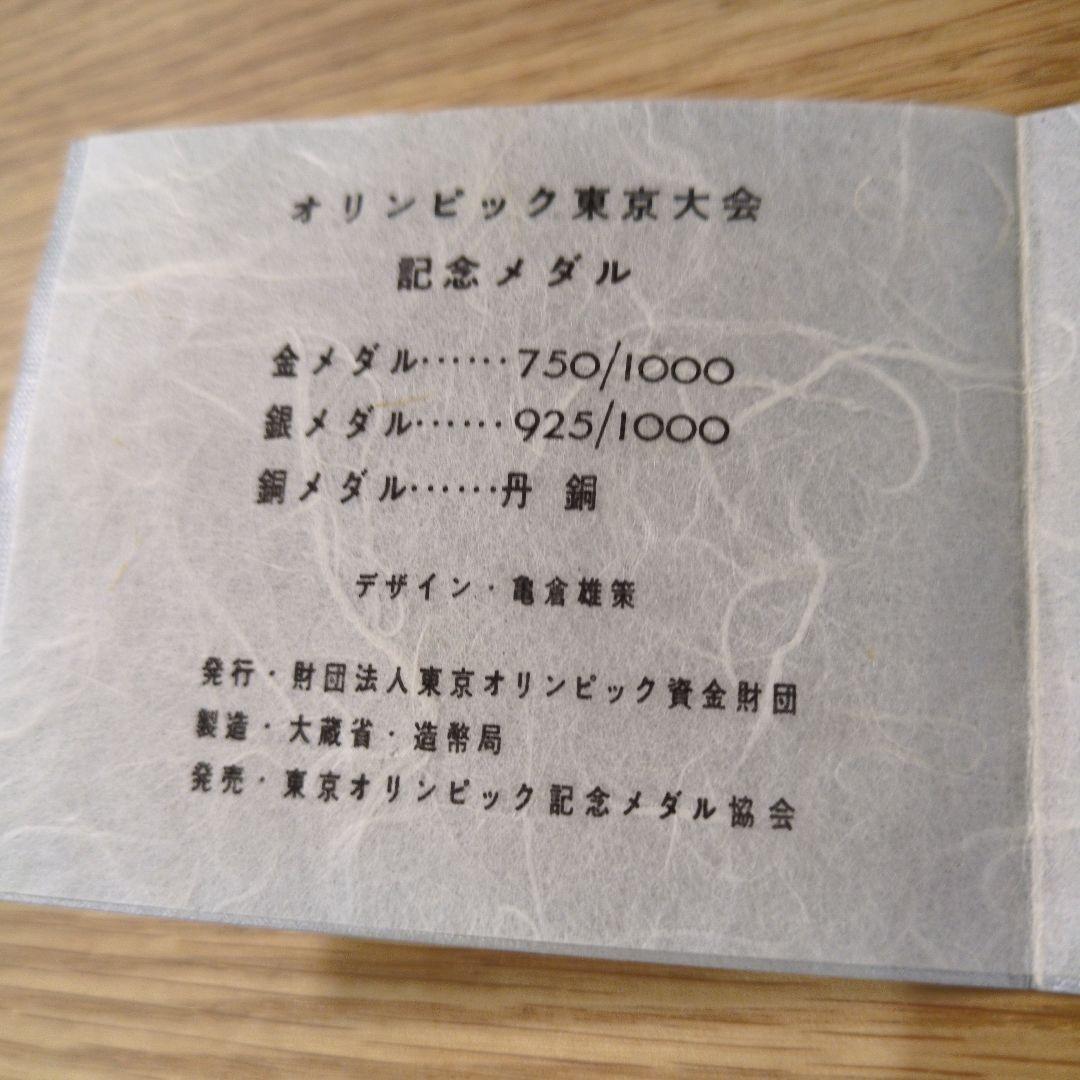 オリンピック東京大会
記念メダル
金メダル……750/1000
銀メダル……925/1000
銅メダル……丹 銅
デザイン・亀倉雄策
発行・財団法人東京オリンピック資金財団
製造・大蔵省・造幣局
発売・東京オリンピック記念メダル協会